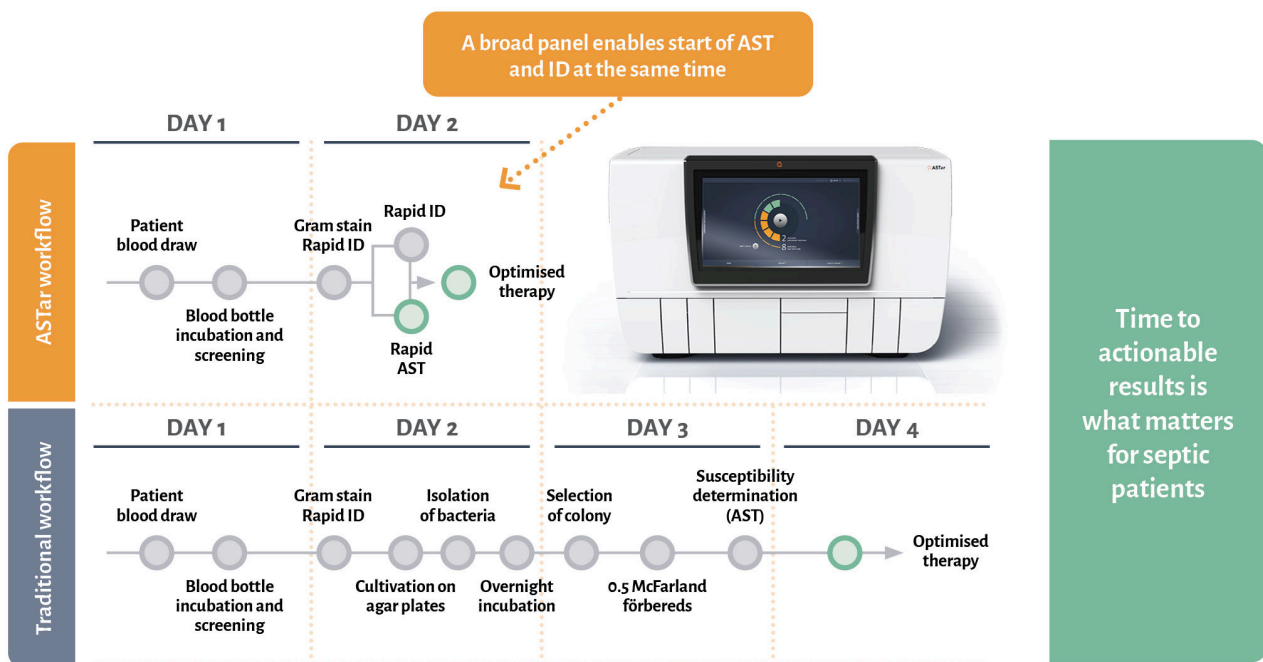 A broad panel enables start of AST
and ID at the same time
DAY 1
DAY 2
ASTar workflow
Patient
blood draw
Blood bottle
incubation and
screening
Gram stain
Rapid ID
Rapid ID
Rapid
AST
Optimised
therapy
ASTar
2
8
Time to
actionable
results is
what matters
for septic
patients
Traditional workflow
DAY 1
DAY 2
DAY 3
DAY 4
Patient
blood draw
Blood bottle
incubation and
screening
Gram stain
Rapid ID
Cultivation on
agar plates
Isolation
of bacteria
Overnight
incubation
Selection
of colony
0.5 McFarland
förbereds
Susceptibility
determination
(AST)
Optimised
therapy